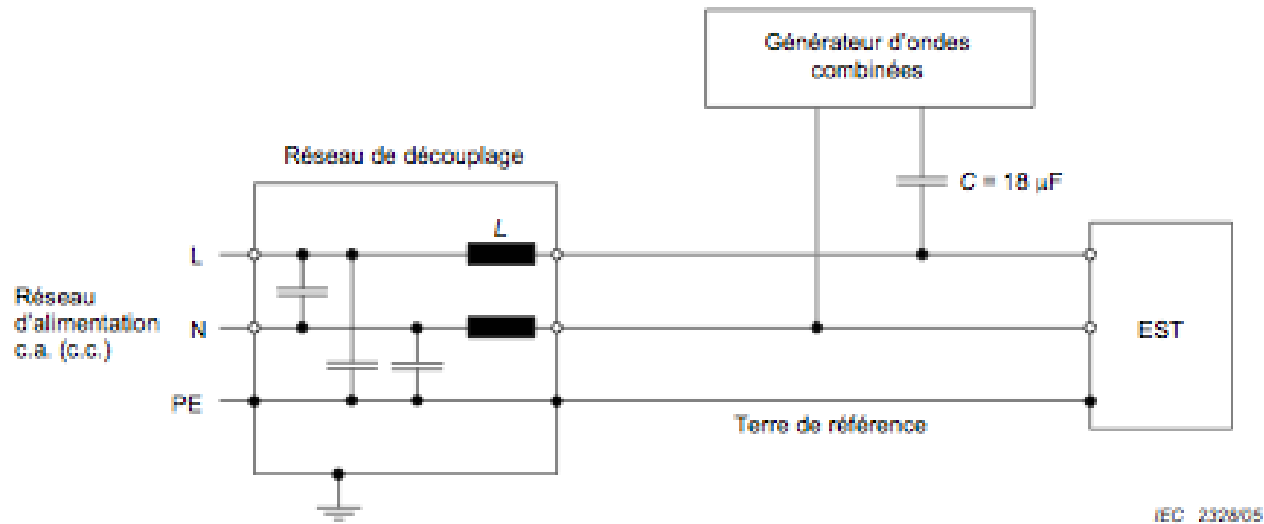 Générateur d'ondes
combinées
Réseau de découplage
C = 18 µF
L
L
Réseau
d'alimentation
c.a. (c.c.)
N
EST
PE
Terre de référence
IEC 2328/05